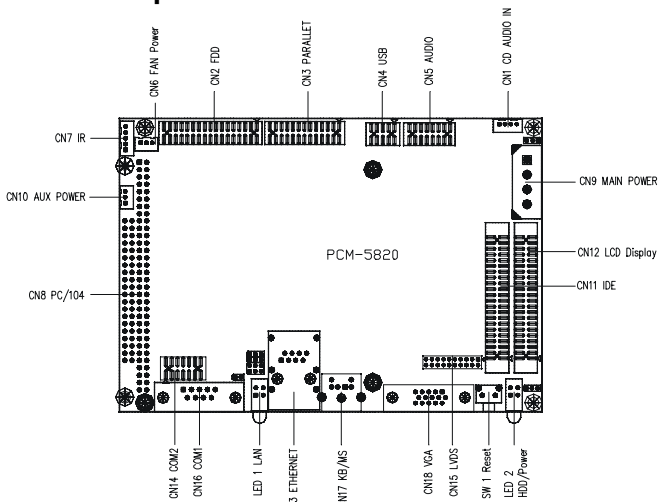 CN6 FAN Power
CN2 FDD
CN3 PARALLET
CN4 USB
CN5 AUDIO
CN1 CD AUDIO IN
CN7 IR
CN9 MAIN POWER
CN10 AUX POWER
PCM-5820
CN12 LCD Display
CN11 IDE
CN8 PC/104
CN14 COM2
CN16 COM1
LED 1 LAN
3 ETHERNET
N17 KB/MS
CN18 VGA
CN15 LVDS
SW 1 Reset
LED 2
HDD/Power